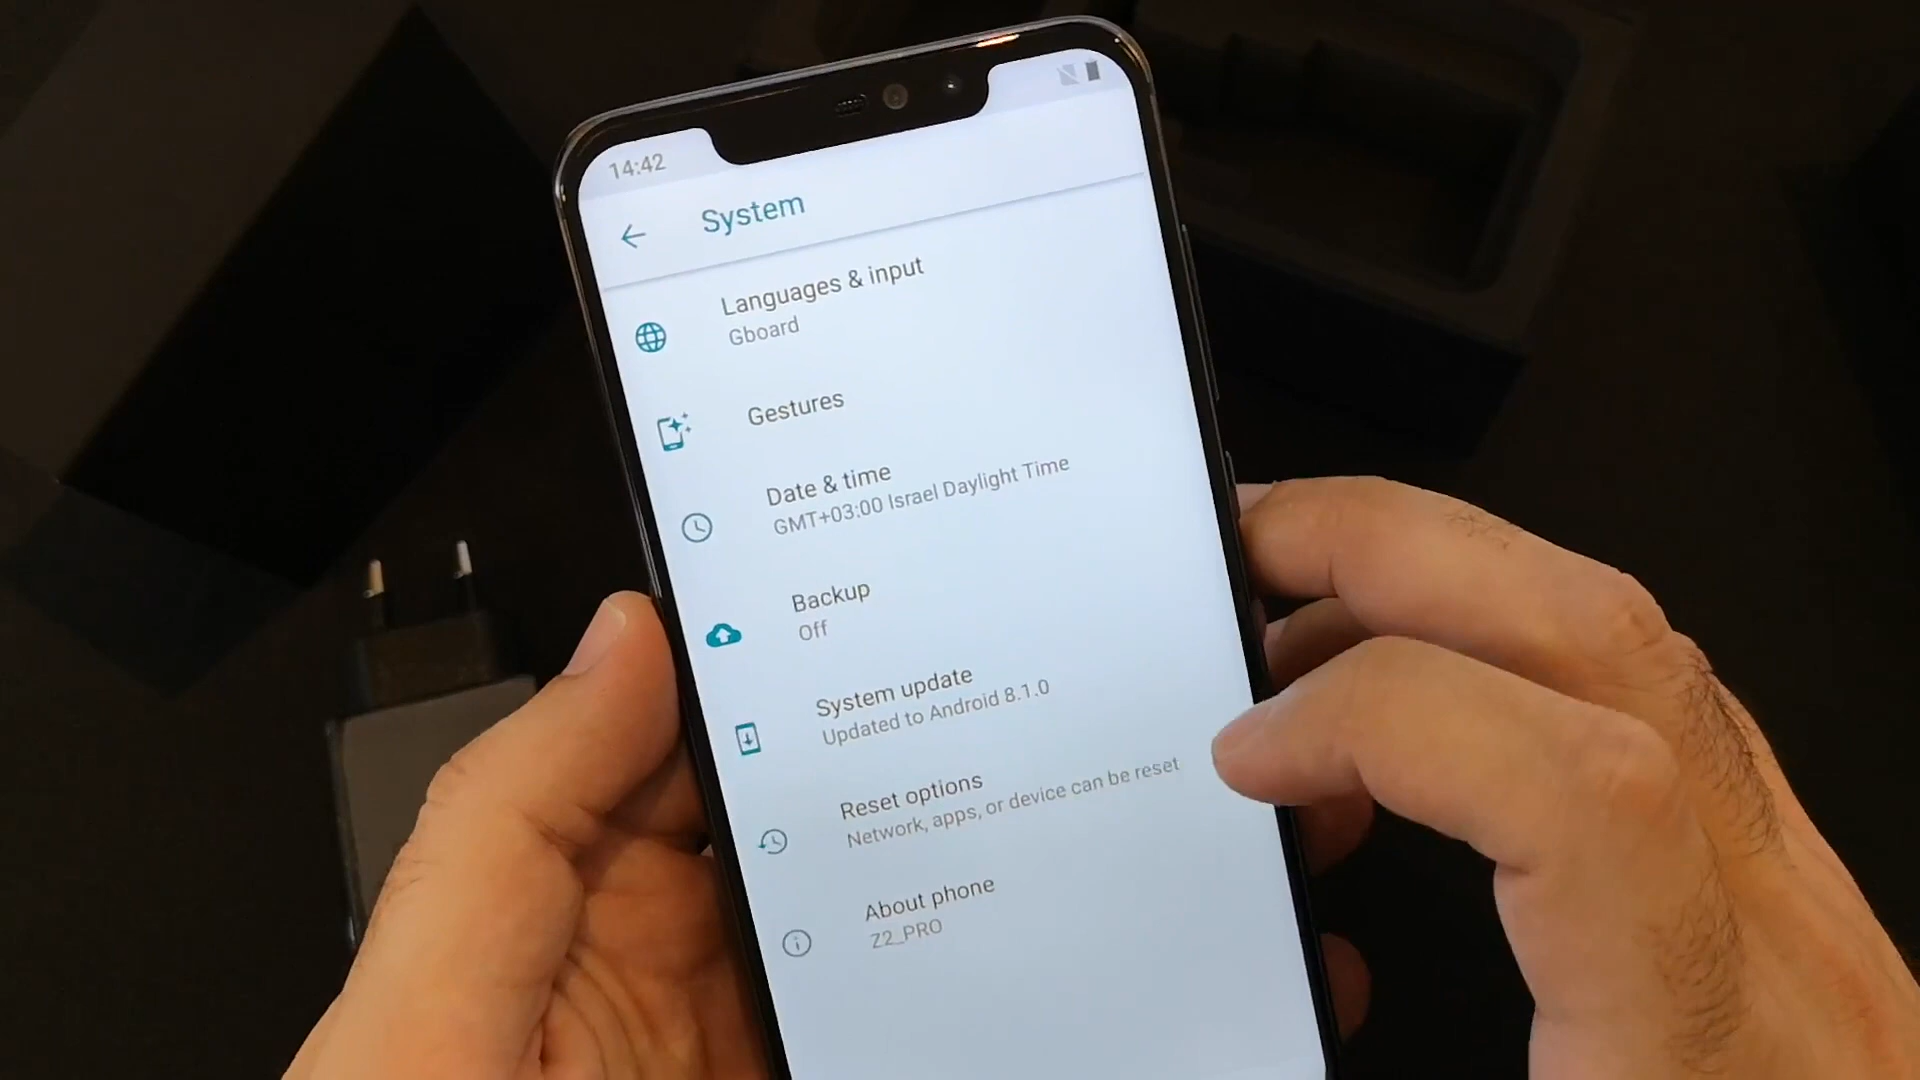 14:42
System
Languages & input
Gboard
Gestures
Date & time
GMT+03:00 Israel Daylight Time
Backup
Off
System update
Updated to Android 8.1.0
Reset options
Network, apps, or device can be reset
About phone
Z2_PRO